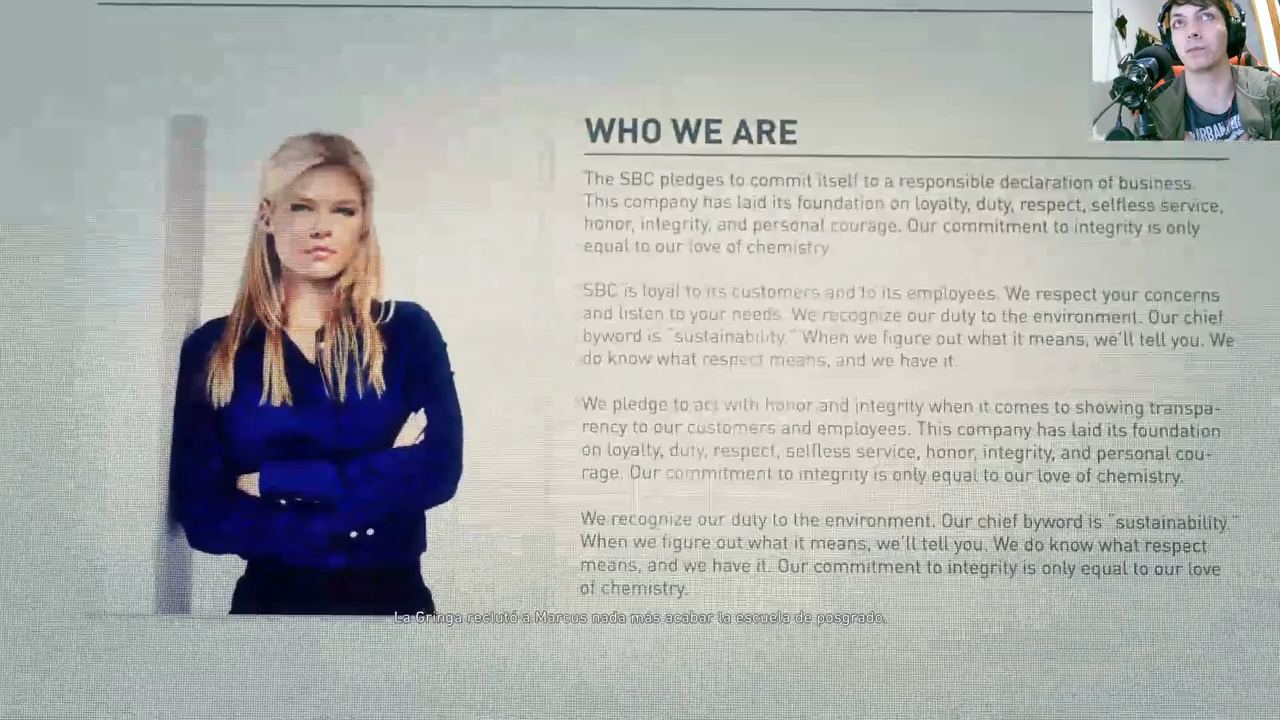 WHO WE ARE
The SBC pledges to commit itself to a responsible declaration of business.
This company has laid its foundation on loyalty, duty, respect, selfless service,
honor, integrity, and personal courage. Our commitment to integrity is only
equal to our love of chemistry.
SBC is loyal to its customers and to its employees. We respect your concerns
and listen to your needs. We recognize our duty to the environment. Our chief
byword is "sustainability." When we figure out what it means, we'll tell you. We
do know what respect means, and we have it.
We pledge to act with honor and integrity when it comes to showing transpa-
rency to our customers and employees. This company has laid its foundation
on loyalty, duty, respect, selfless service, honor, integrity, and personal cou-
rage. Our commitment to integrity is only equal to our love of chemistry.
We recognize our duty to the environment. Our chief byword is "sustainability."
When we figure out what it means, we'll tell you. We do know what respect
means, and we have it. Our commitment to integrity is only equal to our love
of chemistry.
La Gringa reclutó a Marcus nada más acabar la escuela de posgrado.